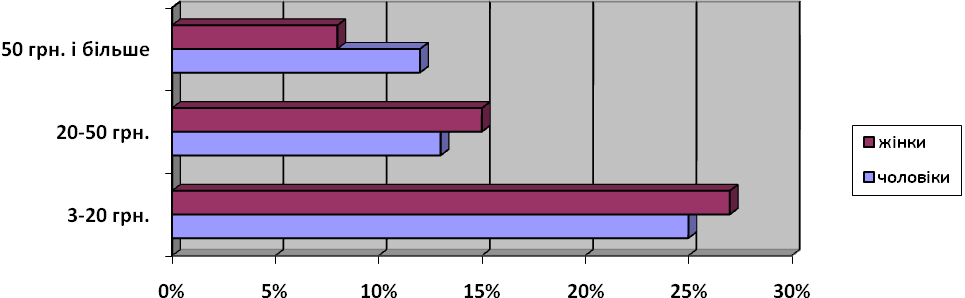 50 грн. і більше
20-50 грн.
3-20 грн.
0% 5% 10% 15% 20% 25% 30%
жінки
чоловіки